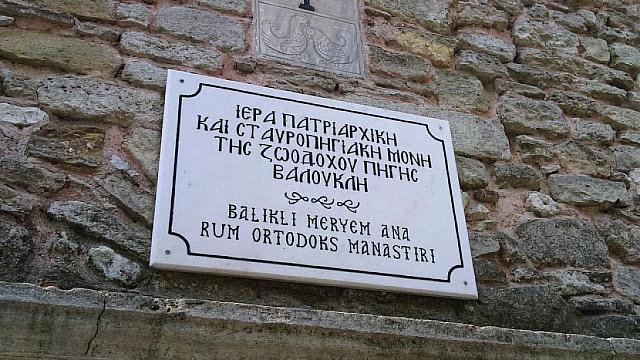 ΙΕΡΑ ΠΑΤΡΙΑΡΧΙΚΗ
ΚΑΙ ΣΤΑΥΡΟΠΗΓΙΑΚΗ ΜΟΝΗ
ΤΗΣ ΖΩΟΔΟΧΟΥ ΠΗΓΗΣ
ΒΑΛΟΥΚΛΗ
BALIKLI MERYEM ANA
RUM ORTODOKS MANASTIRI